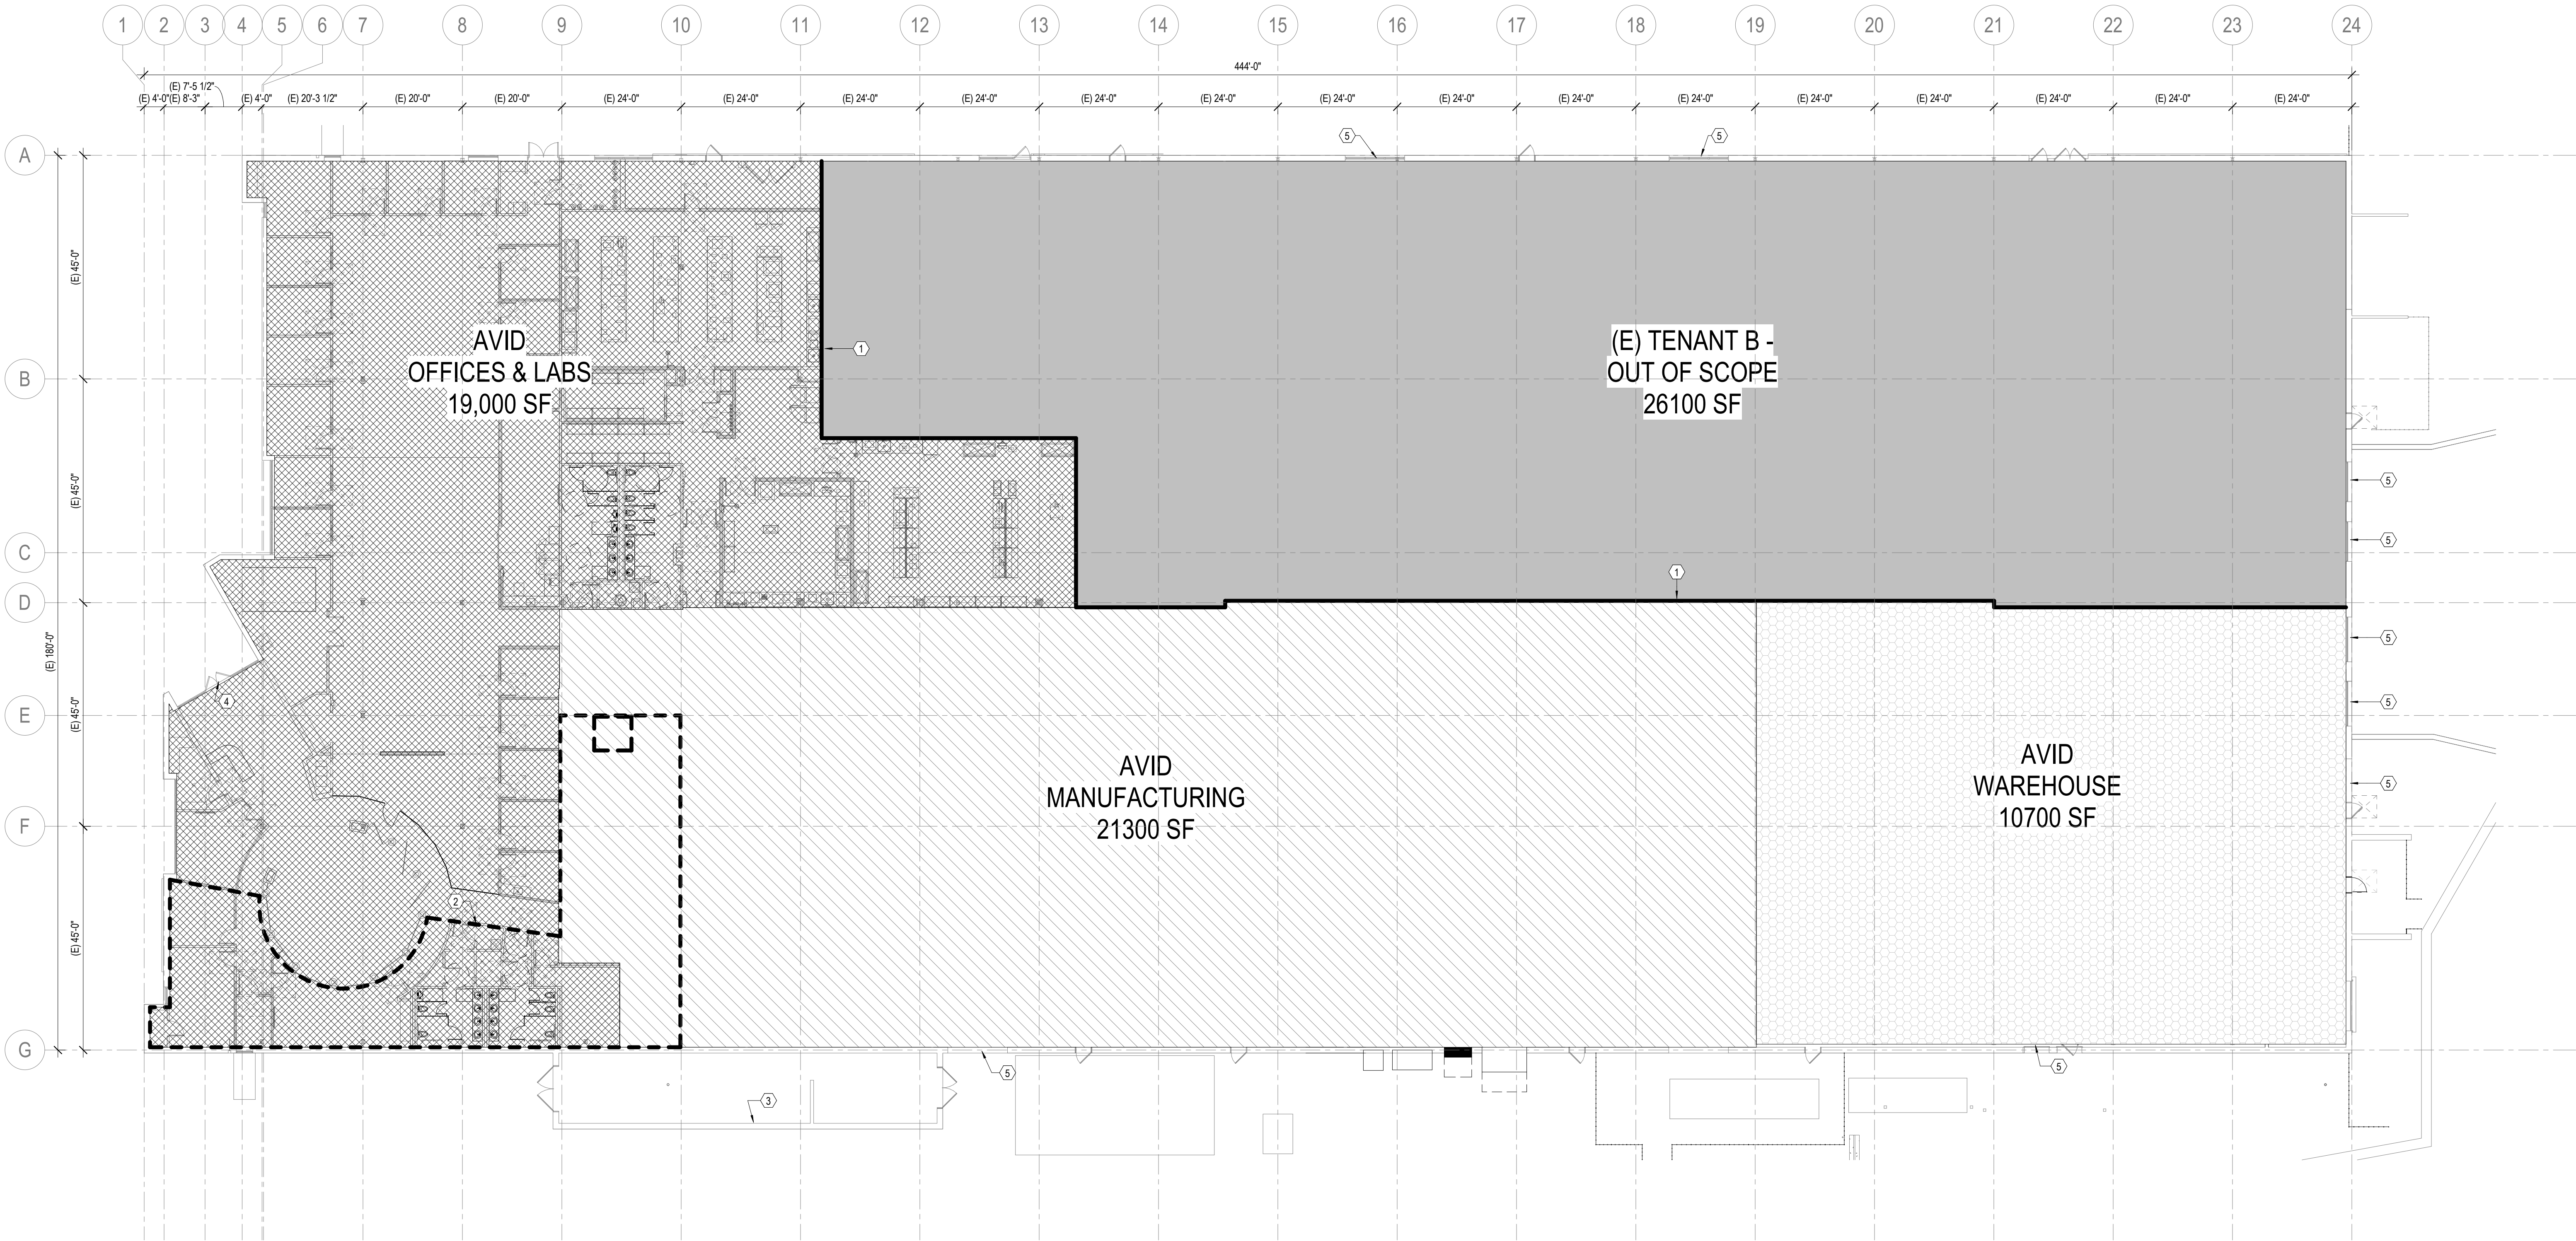 1 2 3 4 5 6 7 8 9 10 11 12 13 14 15 16 17 18 19 20 21 22 23 24
444'-0"
(E) 7'-5 1/2"
(E) 4'-0" (E) 8'-3" (E) 4'-0" (E) 20'-3 1/2" (E) 20'-0" (E) 20'-0" (E) 24'-0" (E) 24'-0" (E) 24'-0" (E) 24'-0" (E) 24'-0" (E) 24'-0" (E) 24'-0" (E) 24'-0" (E) 24'-0" (E) 24'-0" (E) 24'-0" (E) 24'-0" (E) 24'-0" (E) 24'-0" (E) 24'-0"
5 5
A
(E) 45'-0"
AVID
OFFICES & LABS
19,000 SF
1
(E) TENANT B -
OUT OF SCOPE
26100 SF
B
(E) 45'-0"
5
C
5
1
D
(E) 180'-0"
5
(E) 45'-0"
4
5
E
AVID
MANUFACTURING
21300 SF
AVID
WAREHOUSE
10700 SF
5
F
2
(E) 45'-0"
G
5
5
3